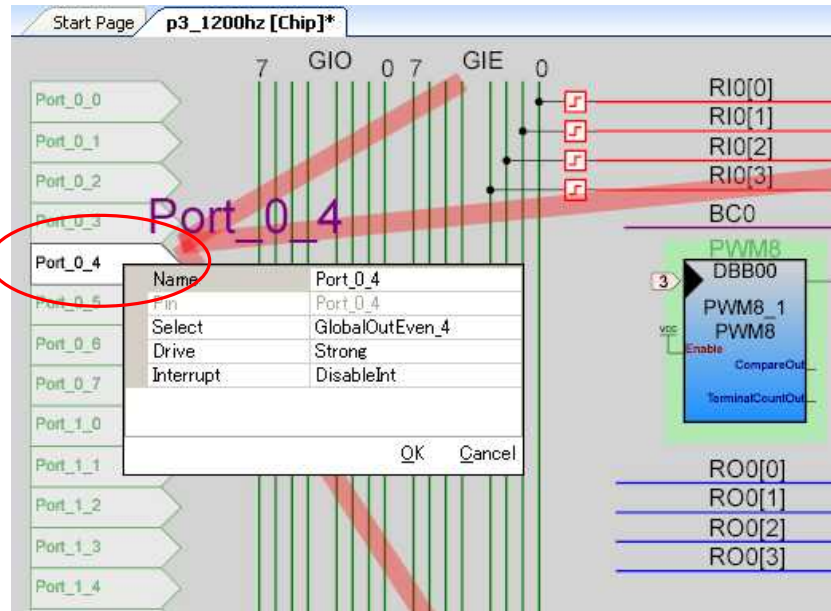 Start Page
p3_1200hz [Chip]*
7 GIO 0 7 GIE 0
Port_0_0
Port_0_1
Port_0_2
Port_0_3
Port_0_4
Port_0_5
Port_0_6
Port_0_7
Port_1_0
Port_1_1
Port_1_2
Port_1_3
Port_1_4
Port_0_4
Name Port_0_4
Pin Port_0_4
Select GlobalOutEven_4
Drive Strong
Interrupt DisableInt
OK Cancel
RI0[0]
RI0[1]
RI0[2]
RI0[3]
BC0
PWM8
3
DBB00
PWM8_1
PWM8
vcc
Enable
CompareOut
TerminalCountOut
RO0[0]
RO0[1]
RO0[2]
RO0[3]